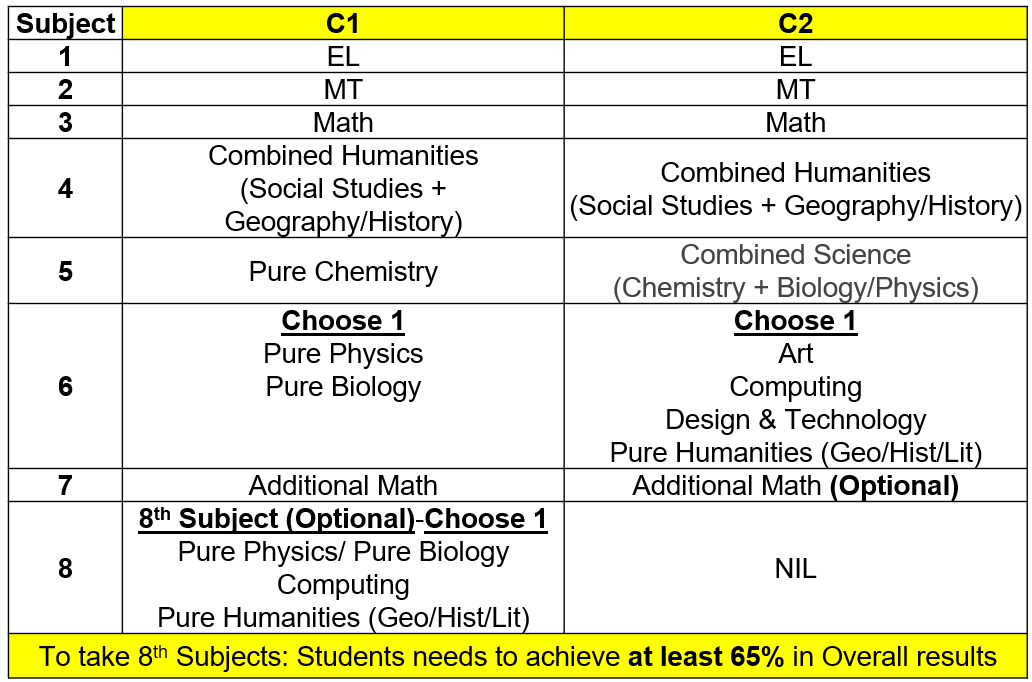 Subject C1 C2
1 EL EL
2 MT MT
3 Math Math
4
Combined Humanities
(Social Studies +
Geography/History)
Combined Humanities
(Social Studies + Geography/History)
5
Pure Chemistry
Combined Science
(Chemistry + Biology/Physics)
6
Choose 1
Pure Physics
Pure Biology
Choose 1
Art
Computing
Design & Technology
Pure Humanities (Geo/Hist/Lit)
7 Additional Math Additional Math (Optional)
8
8th Subject (Optional)-Choose 1
Pure Physics/ Pure Biology
Computing
Pure Humanities (Geo/Hist/Lit)
NIL
To take 8th Subjects: Students needs to achieve at least 65% in Overall results